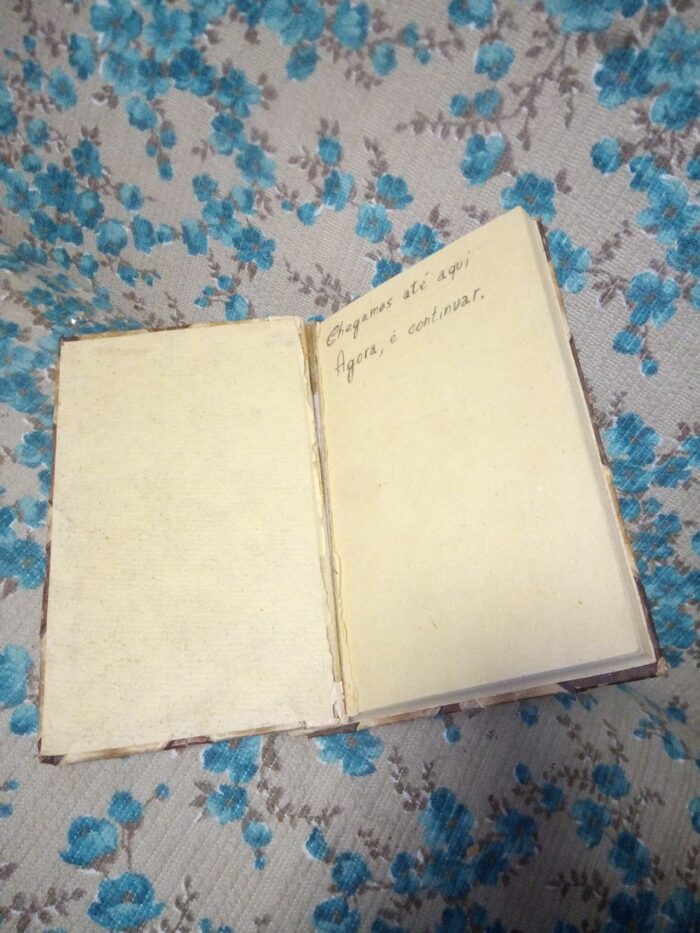 Chegamos até aqui
Agora, é continuar.